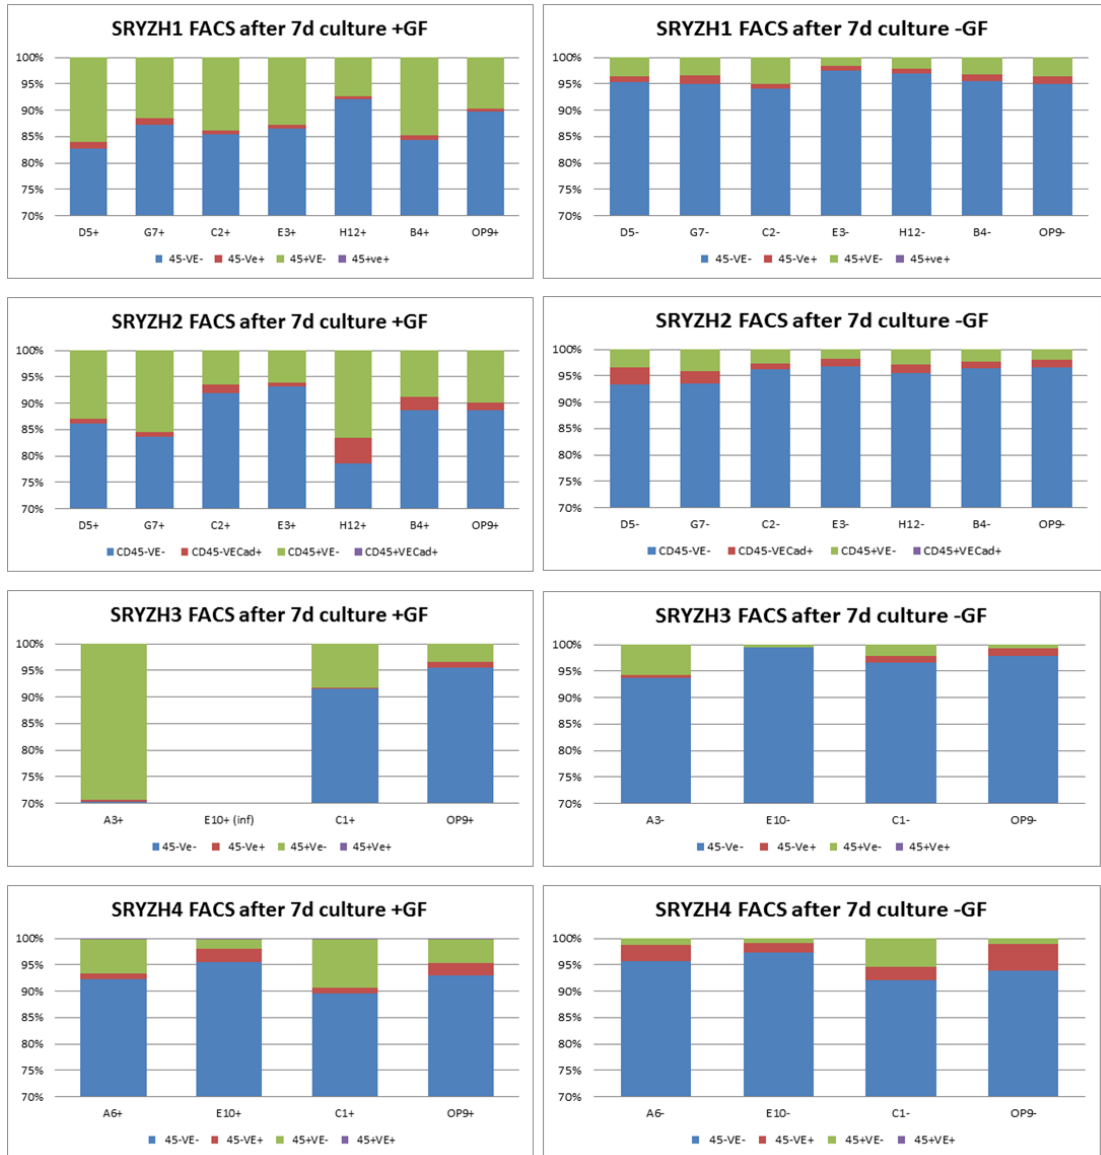 SRYZH1 FACS after 7d culture +GF
100%
95%
90%
85%
80%
75%
70%
D5+ G7+ C2+ E3+ H12+ B4+ OP9+
45-VE- 45-Ve+ 45+VE- 45+ve+
SRYZH1 FACS after 7d culture -GF
100%
95%
90%
85%
80%
75%
70%
D5- G7- C2- E3- H12- B4- OP9-
45-VE- 45-Ve+ 45+VE- 45+ve+
SRYZH2 FACS after 7d culture +GF
100%
95%
90%
85%
80%
75%
70%
D5+ G7+ C2+ E3+ H12+ B4+ OP9+
CD45-VE- CD45-VECad+ CD45+VE- CD45+VECad+
SRYZH2 FACS after 7d culture -GF
100%
95%
90%
85%
80%
75%
70%
D5- G7- C2- E3- H12- B4- OP9-
CD45-VE- CD45-VECad+ CD45+VE- CD45+VECad+
SRYZH3 FACS after 7d culture +GF
100%
95%
90%
85%
80%
75%
70%
A3+ E10+ (inf) C1+ OP9+
45-Ve- 45-Ve+ 45+Ve- 45+Ve+
SRYZH3 FACS after 7d culture -GF
100%
95%
90%
85%
80%
75%
70%
A3- E10- C1- OP9-
45-Ve- 45-Ve+ 45+Ve- 45+Ve+
SRYZH4 FACS after 7d culture +GF
100%
95%
90%
85%
80%
75%
70%
A6+ E10+ C1+ OP9+
45-VE- 45-VE+ 45+VE- 45+VE+
SRYZH4 FACS after 7d culture -GF
100%
95%
90%
85%
80%
75%
70%
A6- E10- C1- OP9-
45-VE- 45-VE+ 45+VE- 45+VE+